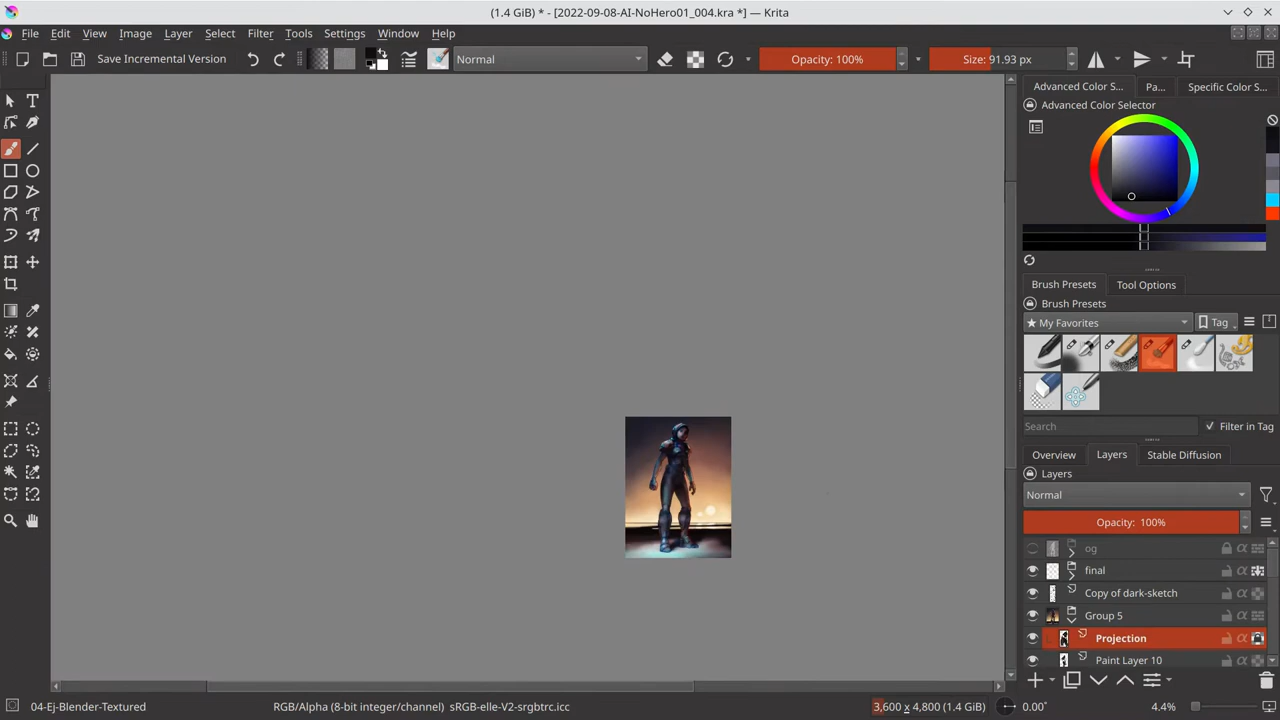 (1.4 GiB) * - [2022-09-08-AI-NoHero01_004.kra *] — Krita
File Edit View Image Layer Select Filter Tools Settings Window Help
Save Incremental Version Normal Opacity: 100% Size: 91.93 px
Advanced Color S... Pa... Specific Color S...
Advanced Color Selector
Brush Presets Tool Options
Brush Presets
★ My Favorites Tag
Search Filter in Tag
Overview Layers Stable Diffusion
Layers
Normal
Opacity: 100%
og
final
Copy of dark-sketch
Group 5
Projection
Paint Layer 10
04-Ej-Blender-Textured RGB/Alpha (8-bit integer/channel) sRGB-elle-V2-srgbtrc.icc 3,600 x 4,800 (1.4 GiB) 0.00° 4.4%